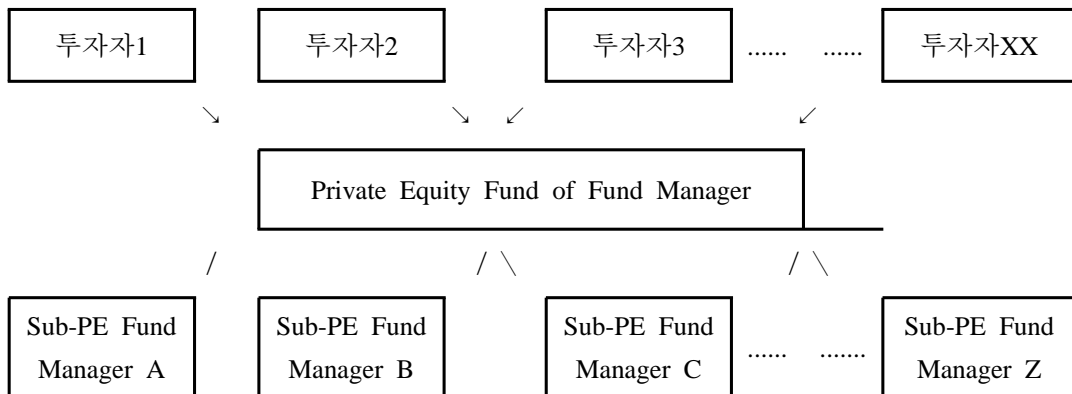 투자자1 투자자2 투자자3 ...... ...... 투자자XX
↘ ↘ ↙ ↙
Private Equity Fund of Fund Manager
/ / \ / \
Sub-PE Fund Sub-PE Fund Sub-PE Fund Sub-PE Fund
Manager A Manager B Manager C ...... ....... Manager Z